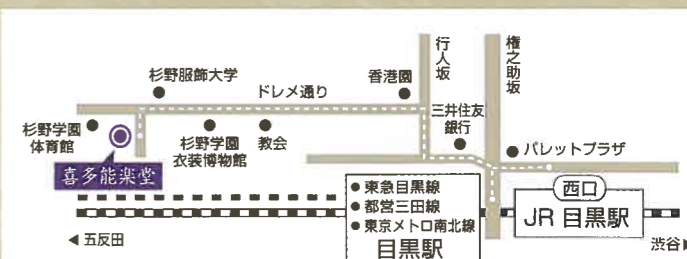 行人坂
権之助坂
杉野服飾大学
ドレメ通り
香港園
三井住友
銀行
杉野学園
体育館
杉野学園
衣装博物館
教会
パレットプラザ
喜多能楽堂
西口
JR 目黒駅
● 東急目黒線
● 都営三田線
● 東京メトロ南北線
目黒駅
◀ 五反田
渋谷▶